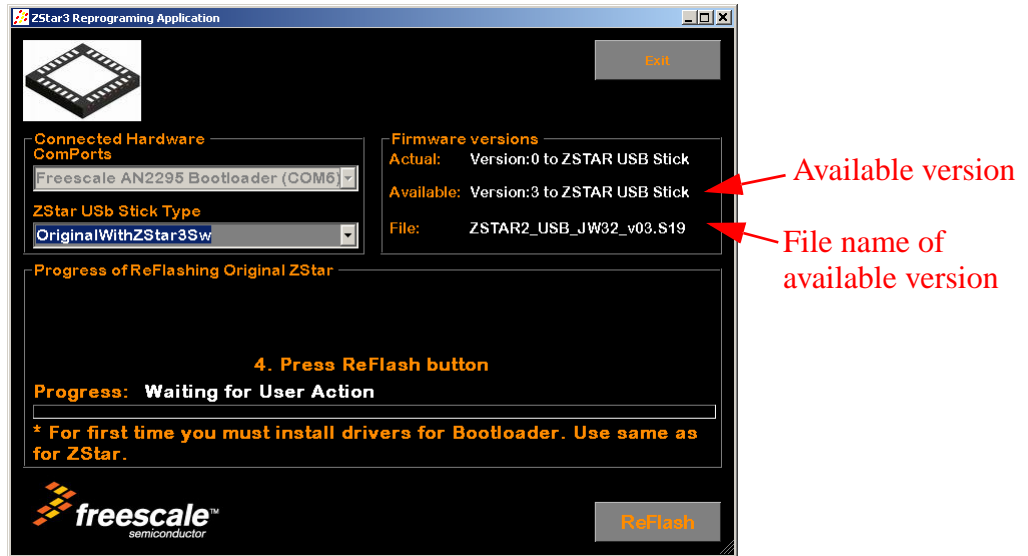 ZStar3 Reprograming Application
Exit
Connected Hardware
ComPorts
Freescale AN2295 Bootloader (COM6)
ZStar USb Stick Type
OriginalWithZStar3Sw
Firmware versions
Actual: Version:0 to ZSTAR USB Stick
Available: Version:3 to ZSTAR USB Stick
File: ZSTAR2_USB_JW32_v03.S19
Available version
File name of
available version
Progress of ReFlashing Original ZStar
4. Press ReFlash button
Progress: Waiting for User Action
* For first time you must install drivers for Bootloader. Use same as
for ZStar.
freescale™
semiconductor
ReFlash